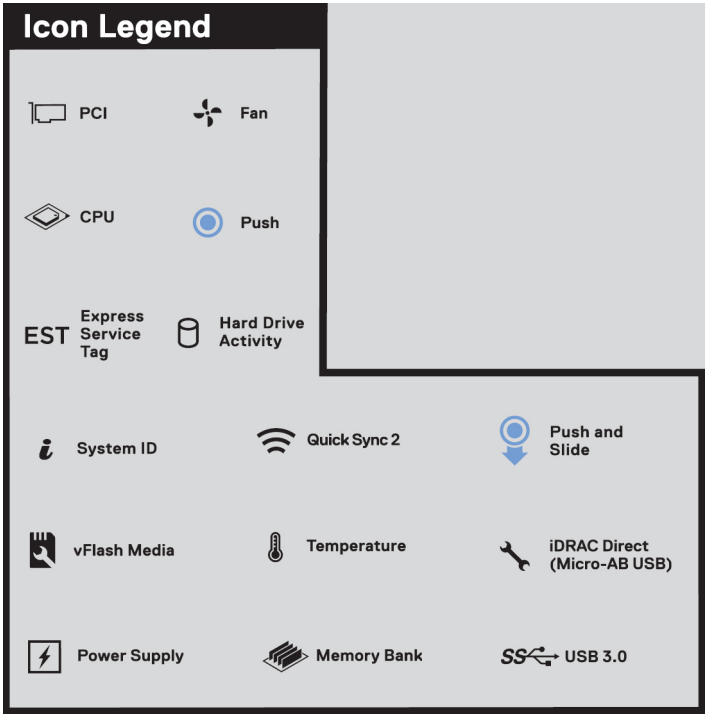 Icon Legend
PCI
Fan
CPU
Push
EST
Express
Service
Tag
Hard Drive
Activity
System ID
Quick Sync 2
Push and
Slide
vFlash Media
Temperature
iDRAC Direct
(Micro-AB USB)
Power Supply
Memory Bank
SS
USB 3.0